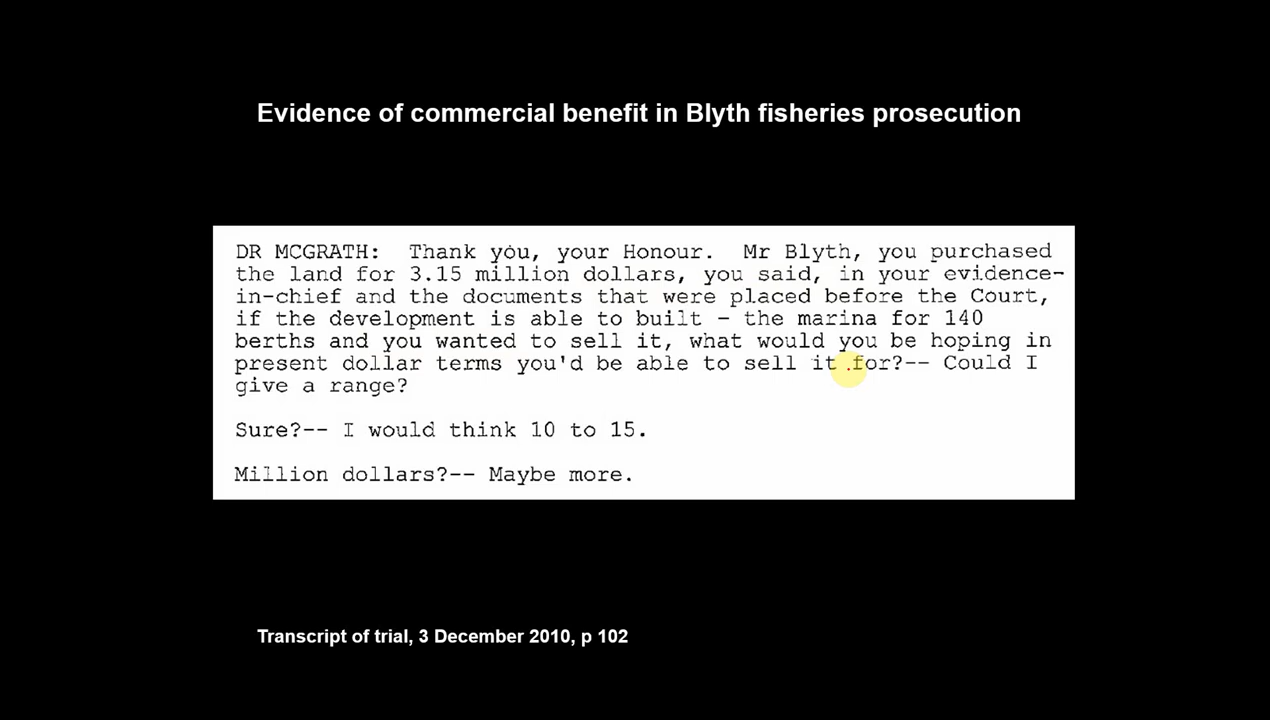 Evidence of commercial benefit in Blyth fisheries prosecution
DR MCGRATH: Thank you, your Honour. Mr Blyth, you purchased
the land for 3.15 million dollars, you said, in your evidence-
in-chief and the documents that were placed before the Court,
if the development is able to built - the marina for 140
berths and you wanted to sell it, what would you be hoping in
present dollar terms you'd be able to sell it for?-- Could I
give a range?
Sure?-- I would think 10 to 15.
Million dollars?-- Maybe more.
Transcript of trial, 3 December 2010, p 102